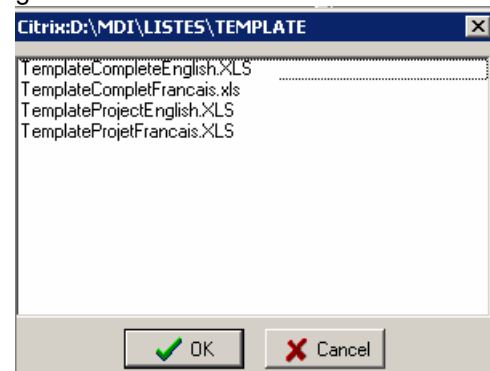 Citrix:D:\MDI\LISTES\TEMPLATE
TemplateCompleteEnglish.XLS
TemplateCompletFrancais.xls
TemplateProjectEnglish.XLS
TemplateProjetFrancais.XLS
OK
Cancel